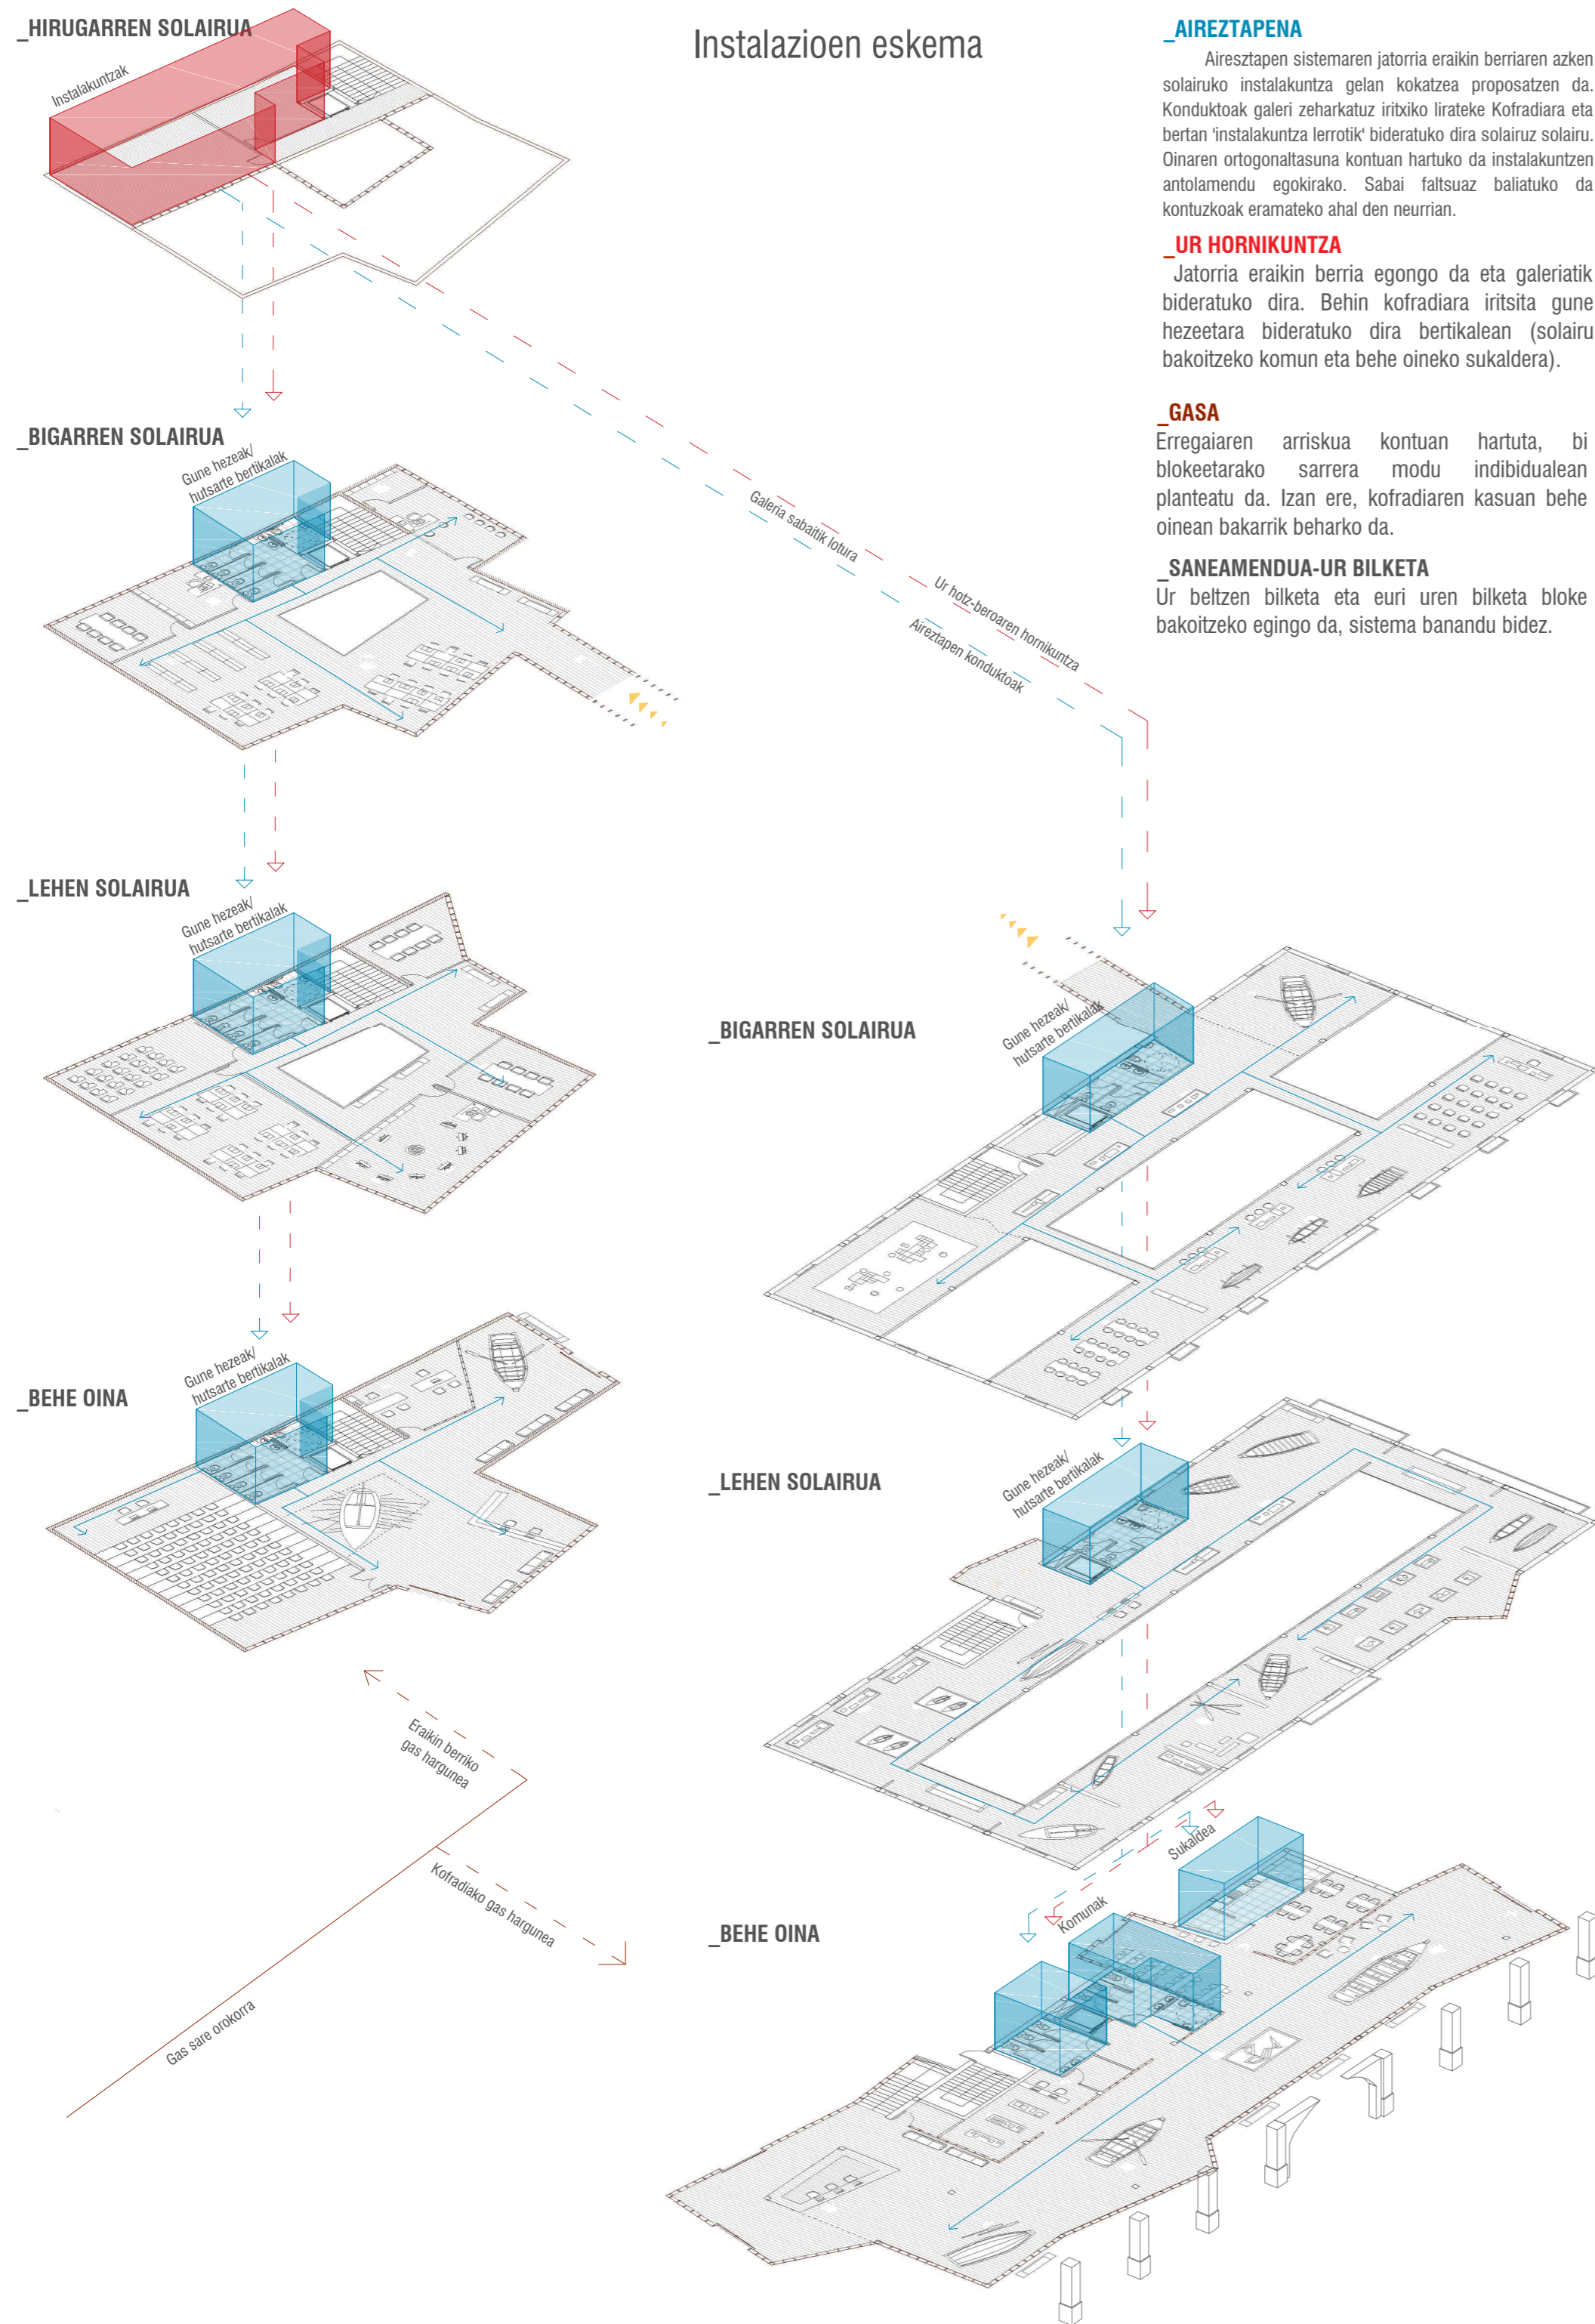 Instalazioen eskema
_HIRUGARREN SOLAIRUA
Instalakuntzak
_BIGARREN SOLAIRUA
Gune hezeak/
hutsarte bertikalak
_LEHEN SOLAIRUA
Gune hezeak/
hutsarte bertikalak
_BEHE OINA
Gune hezeak/
hutsarte bertikalak
Eraikin berriko
gas hargunea
Kofradiako gas hargunea
Gas sare orokorra
Galeria sabaitik lotura
Ur hotz-beroaren hornikuntza
Aireztapen konduktoak
_BIGARREN SOLAIRUA
Gune hezeak/
hutsarte bertikalak
_LEHEN SOLAIRUA
Gune hezeak/
hutsarte bertikalak
_BEHE OINA
Komunak
Sukaldea
_AIREZTAPENA
Airesztapen sistemaren jatorria eraikin berriaren azken
solairuko instalakuntza gelan kokatzea proposatzen da.
Konduktoak galeri zeharkatuz iritxiko lirateke Kofradiara eta
bertan 'instalakuntza lerrotik' bideratuko dira solairuz solairu.
Oinaren ortogonaltasuna kontuan hartuko da instalakuntzen
antolamendu egokirako. Sabai faltsuaz baliatuko da
kontuzkoak eramateko ahal den neurrian.
_UR HORNIKUNTZA
Jatorria eraikin berria egongo da eta galeriatik
bideratuko dira. Behin kofradiara iritsita gune
hezeetara bideratuko dira bertikalean (solairu
bakoitzeko komun eta behe oineko sukaldera).
_GASA
Erregaiaren arriskua kontuan hartuta, bi
blokeetarako sarrera modu indibidualean
planteatu da. Izan ere, kofradiaren kasuan behe
oinean bakarrik beharko da.
_SANEAMENDUA-UR BILKETA
Ur beltzen bilketa eta euri uren bilketa bloke
bakoitzeko egingo da, sistema banandu bidez.